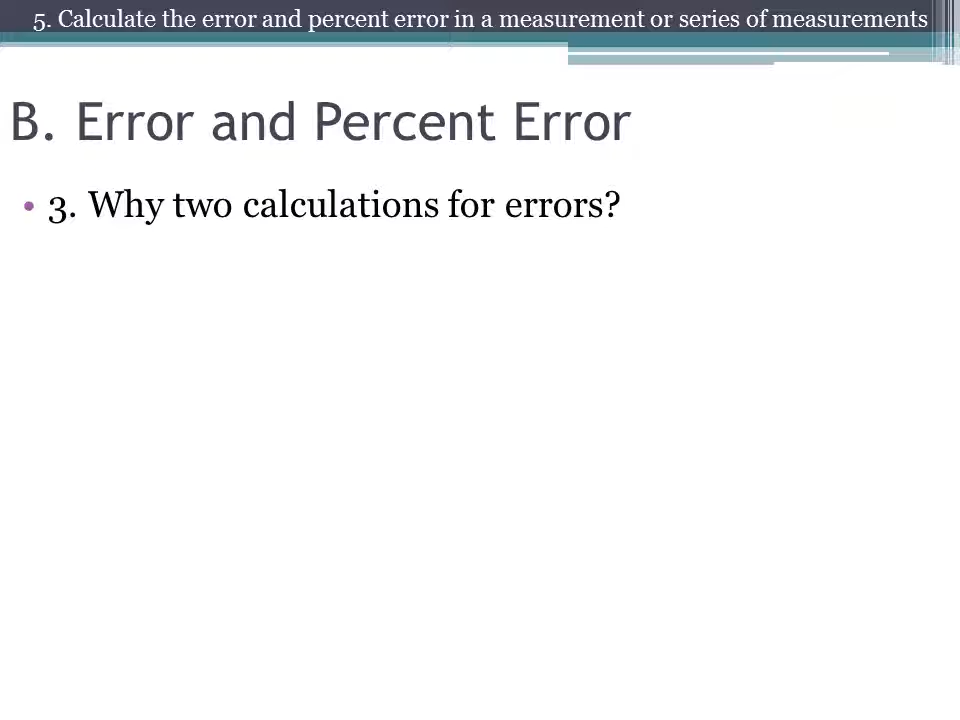 5. Calculate the error and percent error in a measurement or series of measurements
B. Error and Percent Error
• 3. Why two calculations for errors?